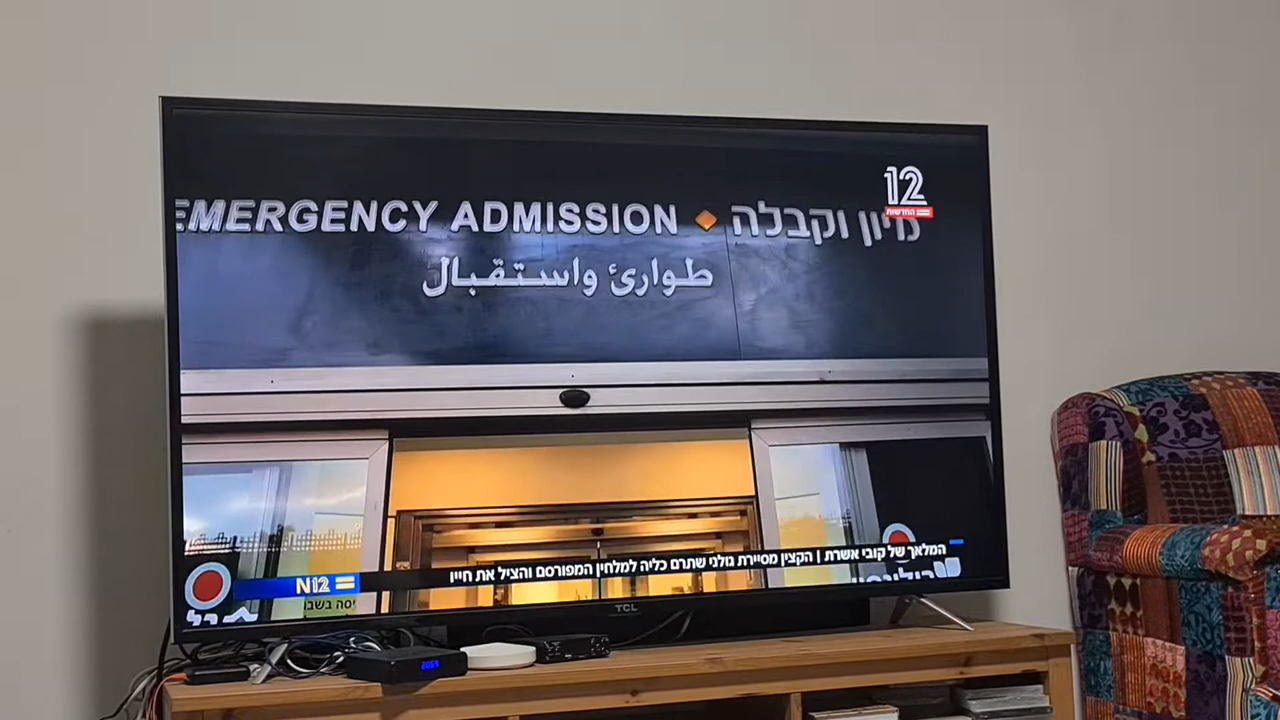 12
החדשות
EMERGENCY ADMISSION ◆ מיון וקבלה
طوارئ واستقبال
המלאך של קובי אשרת | הקצין מסיירת גולני שתרם כליה למלחין המפורסם והציל את חייו
N12
TCL